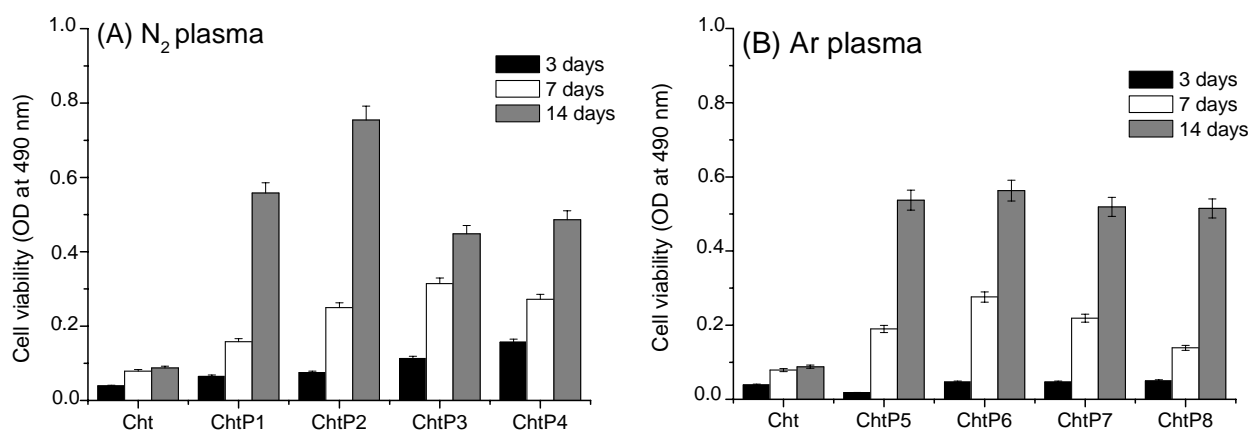 (A) N₂ plasma
3 days
7 days
14 days
Cell viability (OD at 490 nm)
1.0
0.8
0.6
0.4
0.2
0.0
Cht ChtP1 ChtP2 ChtP3 ChtP4
(B) Ar plasma
3 days
7 days
14 days
Cell viability (OD at 490 nm)
1.0
0.8
0.6
0.4
0.2
0.0
Cht ChtP5 ChtP6 ChtP7 ChtP8